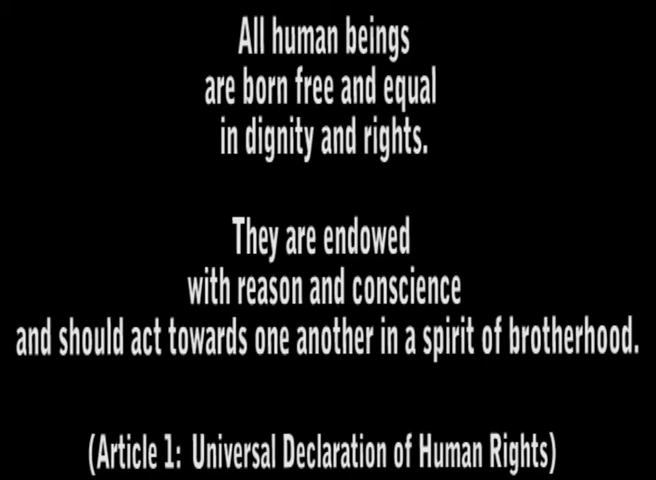 All human beings
are born free and equal
in dignity and rights.
They are endowed
with reason and conscience
and should act towards one another in a spirit of brotherhood.
(Article 1: Universal Declaration of Human Rights)